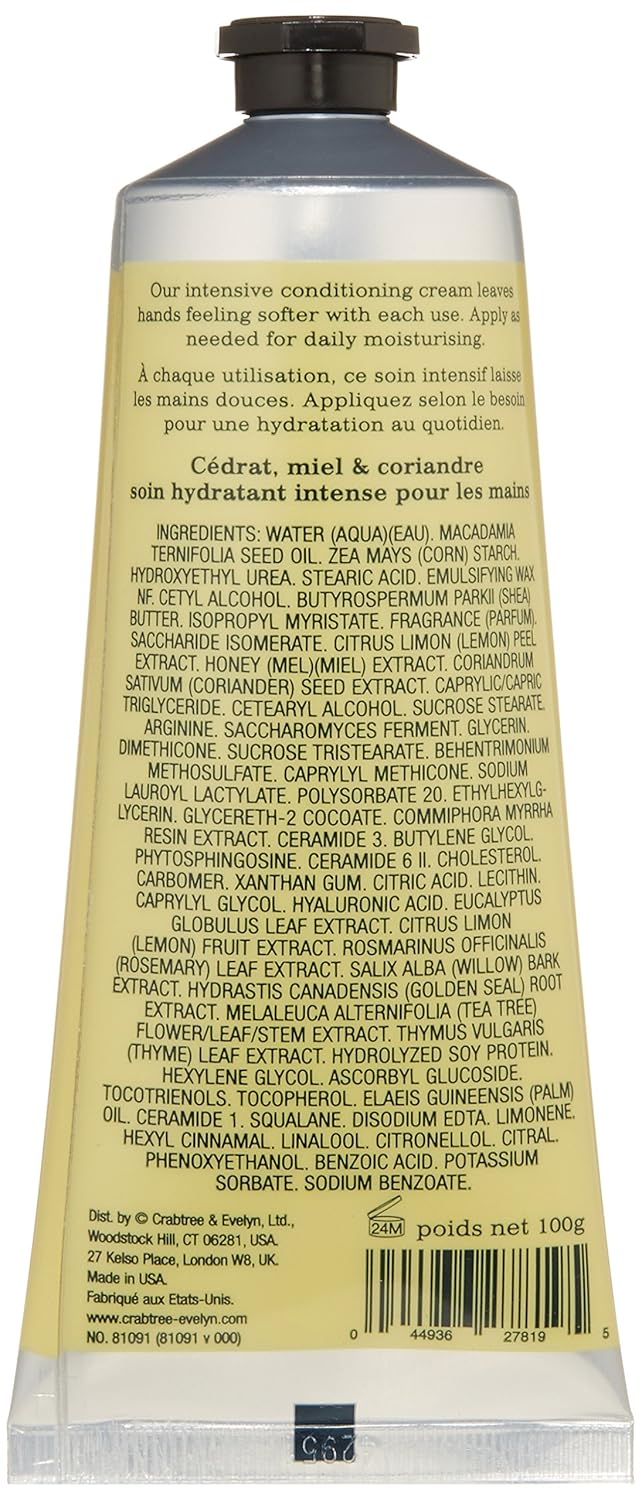 Our intensive conditioning cream leaves
hands feeling softer with each use. Apply as
needed for daily moisturising.
À chaque utilisation, ce soin intensif laisse
les mains douces. Appliquez selon le besoin
pour une hydratation au quotidien.
Cédrat, miel & coriandre
soin hydratant intense pour les mains
INGREDIENTS: WATER (AQUA)(EAU). MACADAMIA
TERNIFOLIA SEED OIL. ZEA MAYS (CORN) STARCH.
HYDROXYETHYL UREA. STEARIC ACID. EMULSIFYING WAX
NF. CETYL ALCOHOL. BUTYROSPERMUM PARKII (SHEA)
BUTTER. ISOPROPYL MYRISTATE. FRAGRANCE (PARFUM).
SACCHARIDE ISOMERATE. CITRUS LIMON (LEMON) PEEL
EXTRACT. HONEY (MEL)(MIEL) EXTRACT. CORIANDRUM
SATIVUM (CORIANDER) SEED EXTRACT. CAPRYLIC/CAPRIC
TRIGLYCERIDE. CETEARYL ALCOHOL. SUCROSE STEARATE.
ARGININE. SACCHAROMYCES FERMENT. GLYCERIN.
DIMETHICONE. SUCROSE TRISTEARATE. BEHENTRIMONIUM
METHOSULFATE. CAPRYLYL METHICONE. SODIUM
LAUROYL LACTYLATE. POLYSORBATE 20. ETHYLHEXYLG-
LYCERIN. GLYCERETH-2 COCOATE. COMMIPHORA MYRRHA
RESIN EXTRACT. CERAMIDE 3. BUTYLENE GLYCOL.
PHYTOSPHINGOSINE. CERAMIDE 6 II. CHOLESTEROL.
CARBOMER. XANTHAN GUM. CITRIC ACID. LECITHIN.
CAPRYLYL GLYCOL. HYALURONIC ACID. EUCALYPTUS
GLOBULUS LEAF EXTRACT. CITRUS LIMON
(LEMON) FRUIT EXTRACT. ROSMARINUS OFFICINALIS
(ROSEMARY) LEAF EXTRACT. SALIX ALBA (WILLOW) BARK
EXTRACT. HYDRASTIS CANADENSIS (GOLDEN SEAL) ROOT
EXTRACT. MELALEUCA ALTERNIFOLIA (TEA TREE)
FLOWER/LEAF/STEM EXTRACT. THYMUS VULGARIS
(THYME) LEAF EXTRACT. HYDROLYZED SOY PROTEIN.
HEXYLENE GLYCOL. ASCORBYL GLUCOSIDE.
TOCOTRIENOLS. TOCOPHEROL. ELAEIS GUINEENSIS (PALM)
OIL. CERAMIDE 1. SQUALANE. DISODIUM EDTA. LIMONENE.
HEXYL CINNAMAL. LINALOOL. CITRONELLOL. CITRAL.
PHENOXYETHANOL. BENZOIC ACID. POTASSIUM
SORBATE. SODIUM BENZOATE.
Dist. by © Crabtree & Evelyn, Ltd.,
Woodstock Hill, CT 06281, USA.
27 Kelso Place, London W8, UK.
Made in USA.
Fabriqué aux Etats-Unis.
www.crabtree-evelyn.com
NO. 81091 (81091 v 000)
24M poids net 100g
0 44936 27819 5